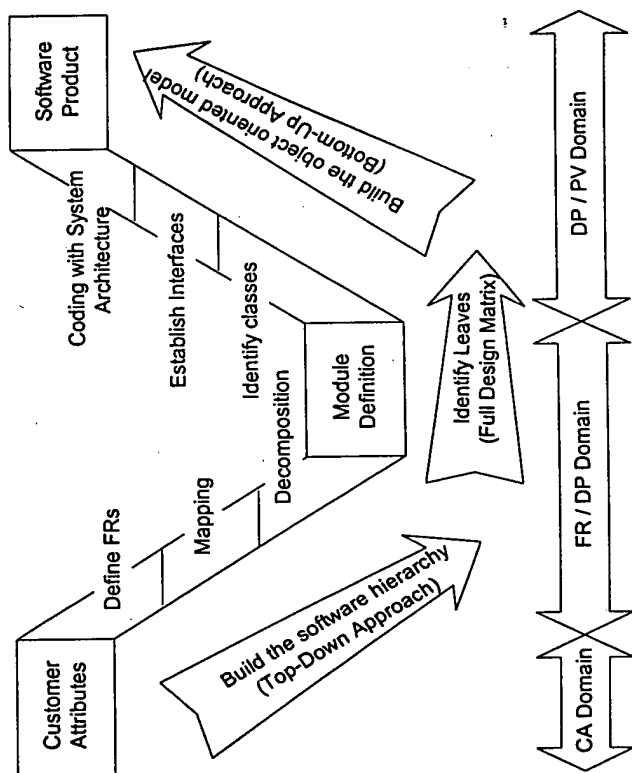 Customer
Attributes
Define FRs
Mapping
Decomposition
Module
Definition
Identify classes
Establish Interfaces
Coding with System
Architecture
Software
Product
Build the software hierarchy
(Top-Down Approach)
Identify Leaves
(Full Design Matrix)
Build the object oriented model
(Bottom-Up Approach)
CA Domain
FR / DP Domain
DP / PV Domain